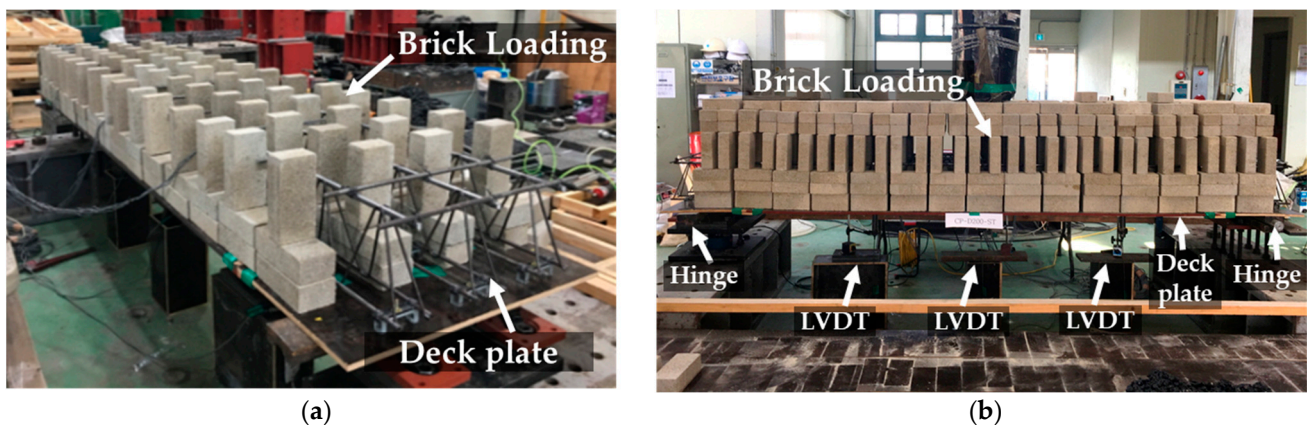 Brick Loading
Deck plate
(a)
Brick Loading
CP-D200-ST
Hinge
LVDT
LVDT
LVDT
Deck
plate
Hinge
(b)